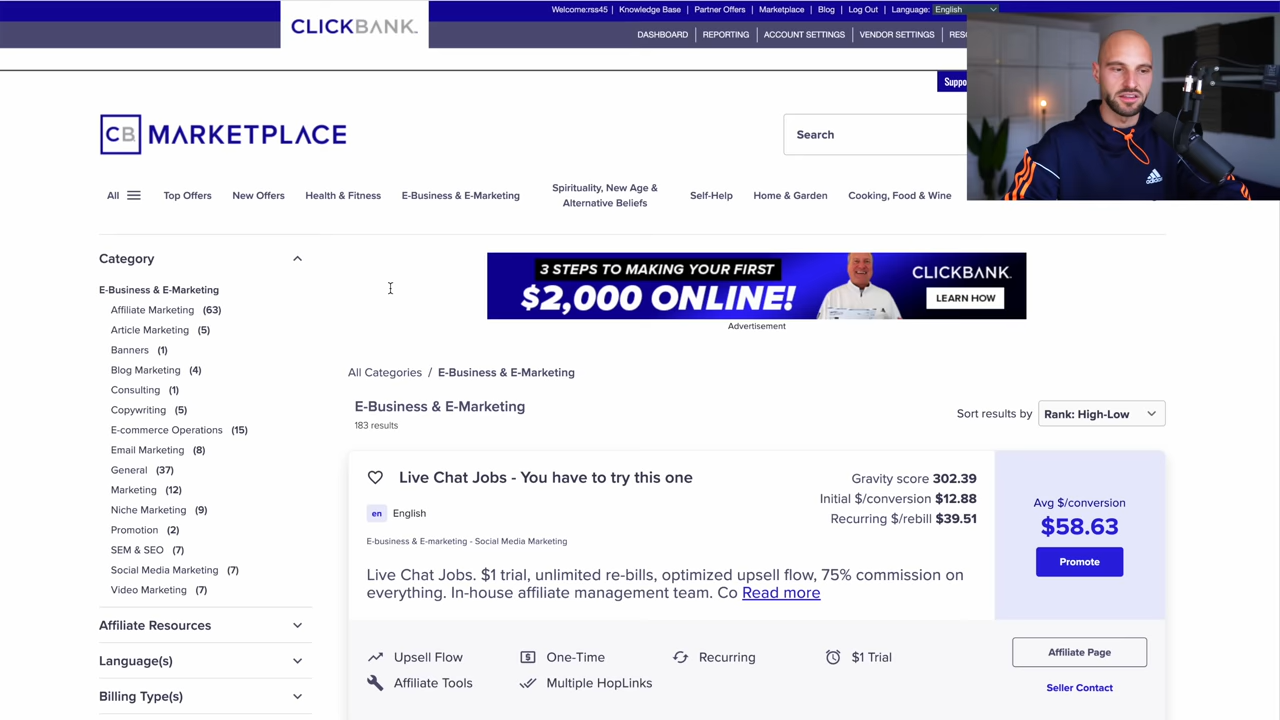 Welcome:rss45 | Knowledge Base | Partner Offers | Marketplace | Blog | Log Out | Language: English
CLICKBANK.
DASHBOARD | REPORTING | ACCOUNT SETTINGS | VENDOR SETTINGS |
CB MARKETPLACE
Search
All
Top Offers
New Offers
Health & Fitness
E-Business & E-Marketing
Spirituality, New Age &
Alternative Beliefs
Self-Help
Home & Garden
Cooking, Food & Wine
Category
E-Business & E-Marketing
Affiliate Marketing (63)
Article Marketing (5)
Banners (1)
Blog Marketing (4)
Consulting (1)
Copywriting (5)
E-commerce Operations (15)
Email Marketing (8)
General (37)
Marketing (12)
Niche Marketing (9)
Promotion (2)
SEM & SEO (7)
Social Media Marketing (7)
Video Marketing (7)
Affiliate Resources
Language(s)
Billing Type(s)
3 STEPS TO MAKING YOUR FIRST
$2,000 ONLINE!
CLICKBANK.
LEARN HOW
Advertisement
All Categories / E-Business & E-Marketing
E-Business & E-Marketing
183 results
Sort results by Rank: High-Low
Live Chat Jobs - You have to try this one
en English
E-business & E-marketing - Social Media Marketing
Gravity score 302.39
Initial $/conversion $12.88
Recurring $/rebill $39.51
Avg $/conversion
$58.63
Promote
Live Chat Jobs. $1 trial, unlimited re-bills, optimized upsell flow, 75% commission on
everything. In-house affiliate management team. Co Read more
Upsell Flow
One-Time
Recurring
$1 Trial
Affiliate Tools
Multiple HopLinks
Affiliate Page
Seller Contact